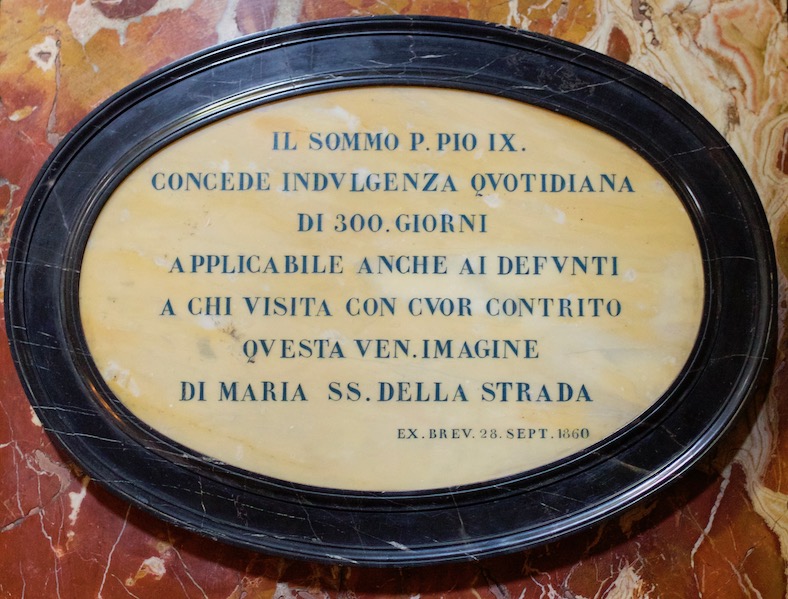 IL SOMMO P. PIO IX.
CONCEDE INDVLGENZA QVOTIDIANA
DI 300. GIORNI
APPLICABILE ANCHE AI DEFVNTI
A CHI VISITA CON CVOR CONTRITO
QVESTA VEN. IMAGINE
DI MARIA SS. DELLA STRADA
EX. BREV. 28. SEPT. 1860